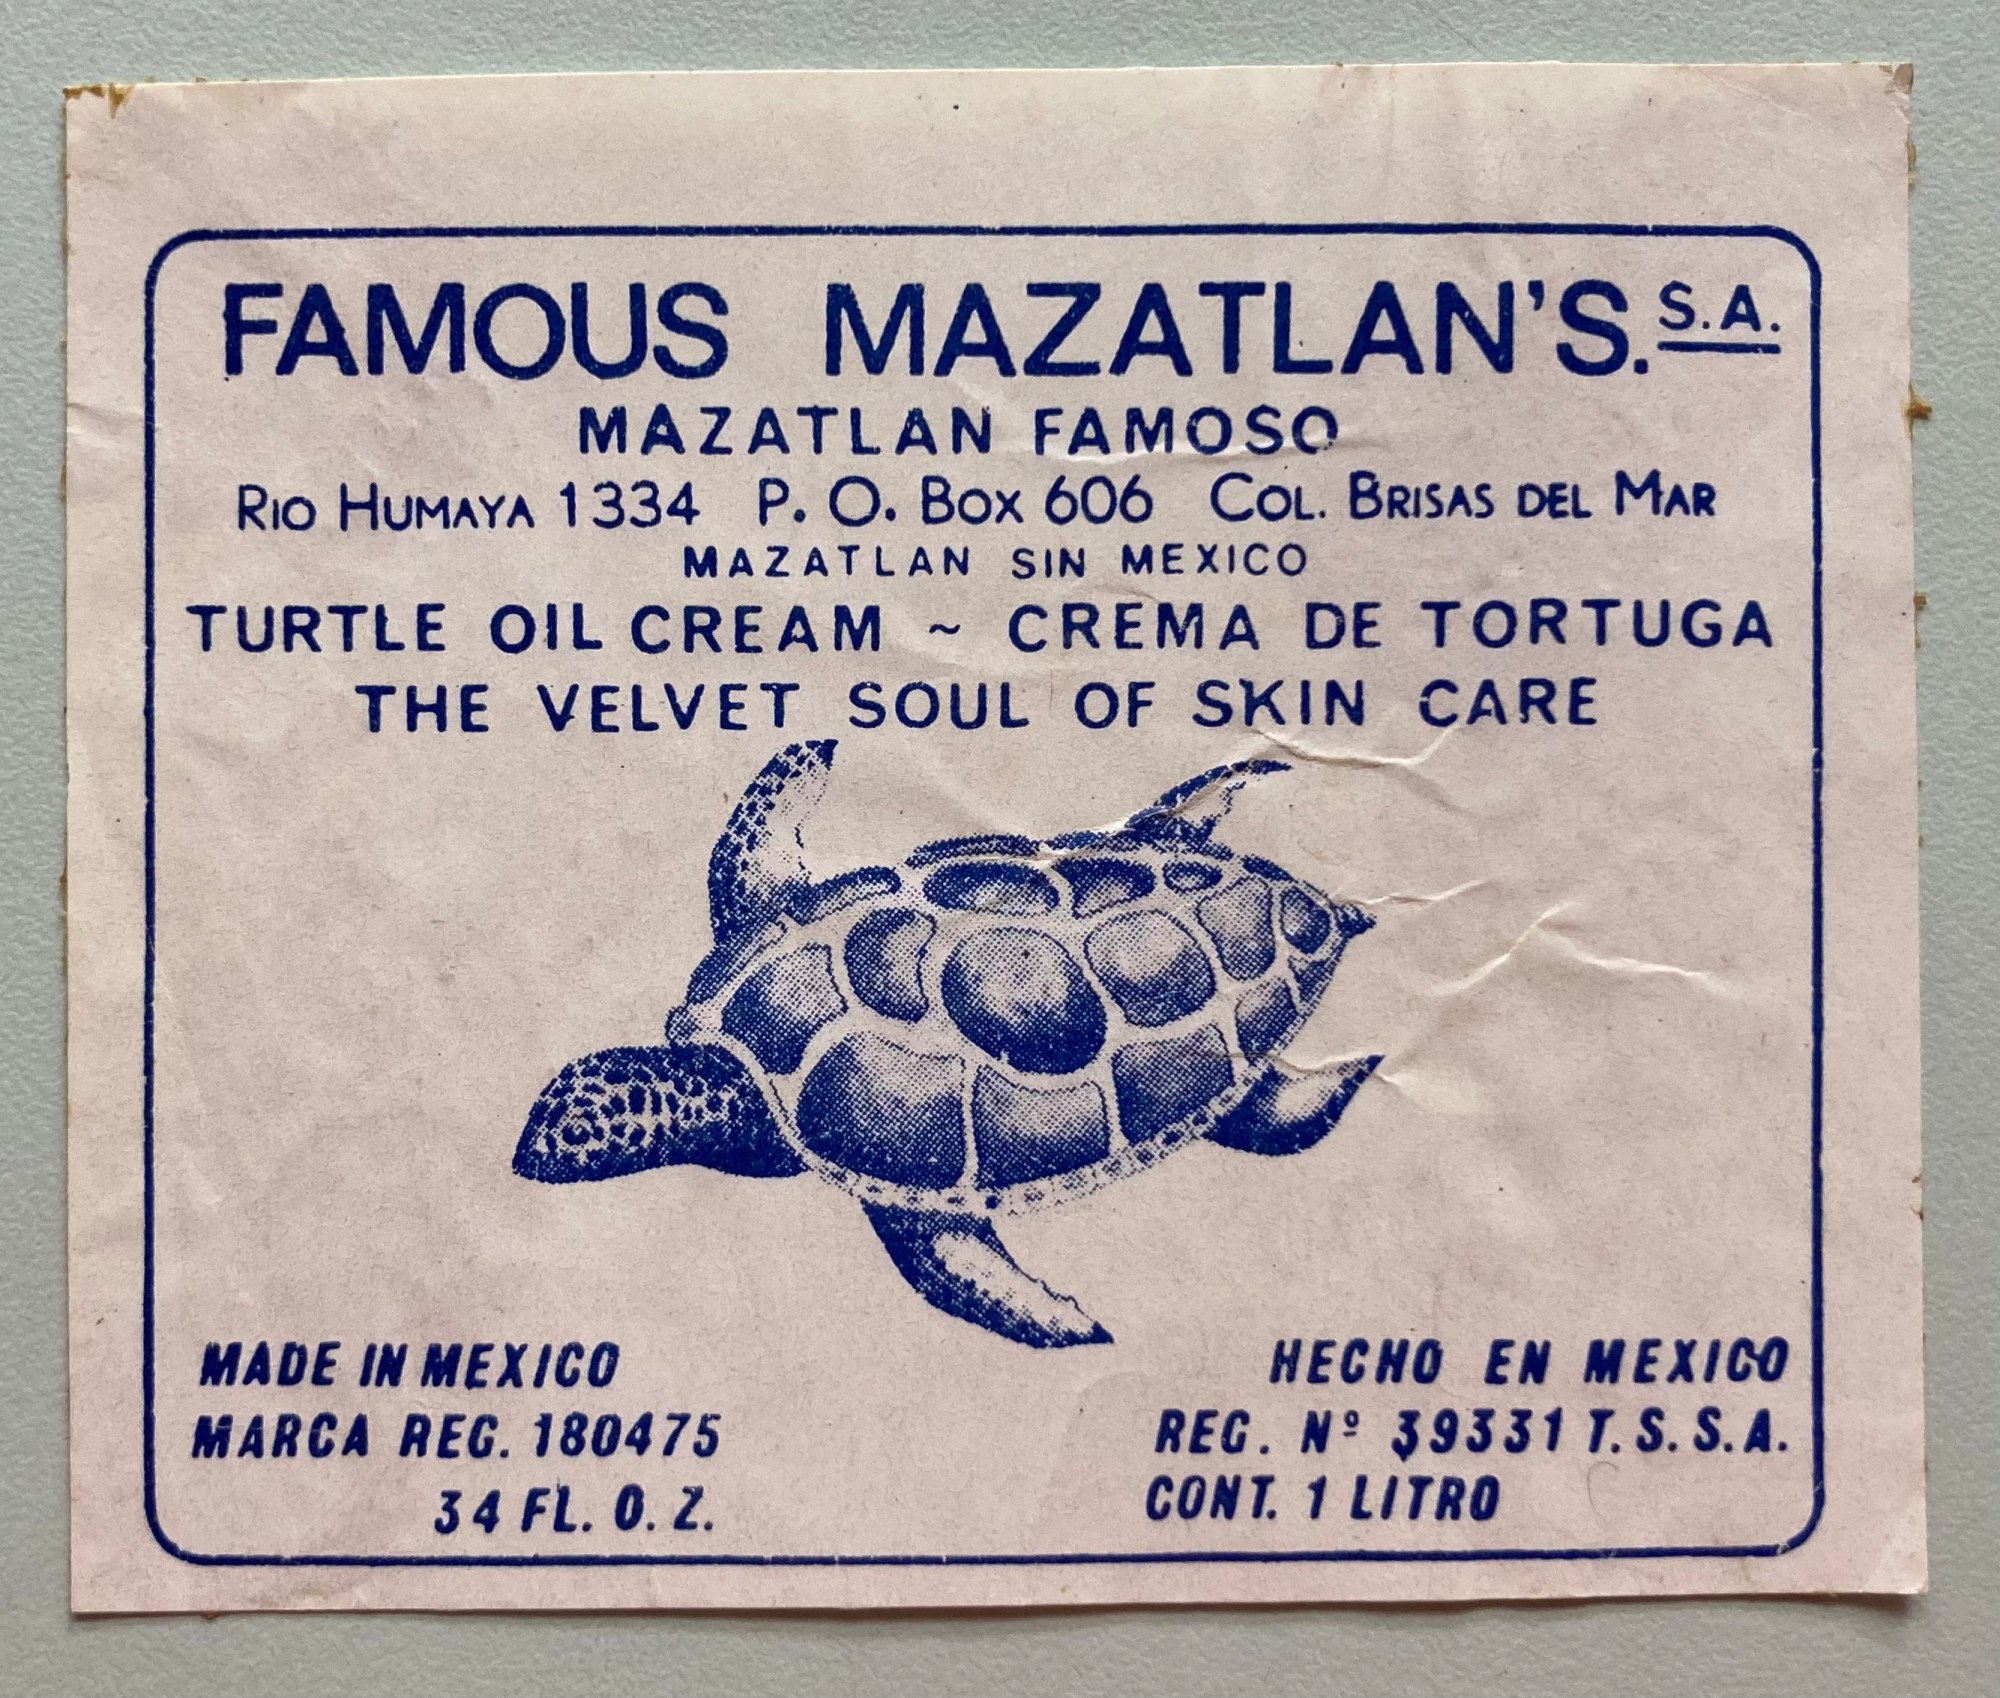 FAMOUS MAZATLAN'S. S.A.
MAZATLAN FAMOSO
RIO HUMAYA 1334 P. O. BOX 606 COL. BRISAS DEL MAR
MAZATLAN SIN MEXICO
TURTLE OIL CREAM ~ CREMA DE TORTUGA
THE VELVET SOUL OF SKIN CARE
MADE IN MEXICO
MARCA REG. 180475
34 FL. O. Z.
HECHO EN MEXICO
REG. Nº 39331 T. S. S. A.
CONT. 1 LITRO